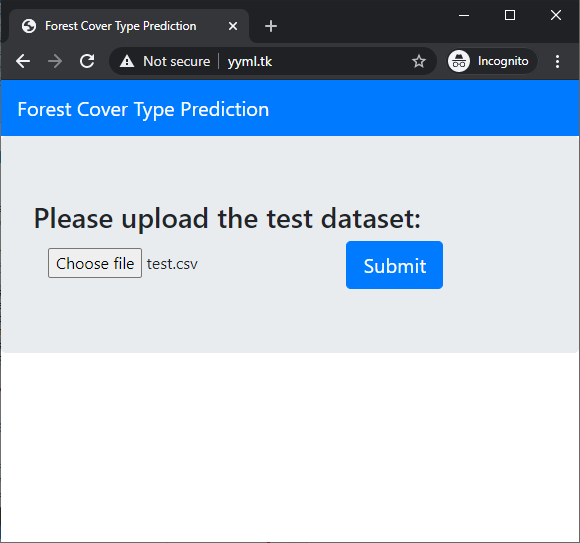 Forest Cover Type Prediction
Not secure yyml.tk Incognito
Forest Cover Type Prediction
Please upload the test dataset:
Choose file test.csv Submit